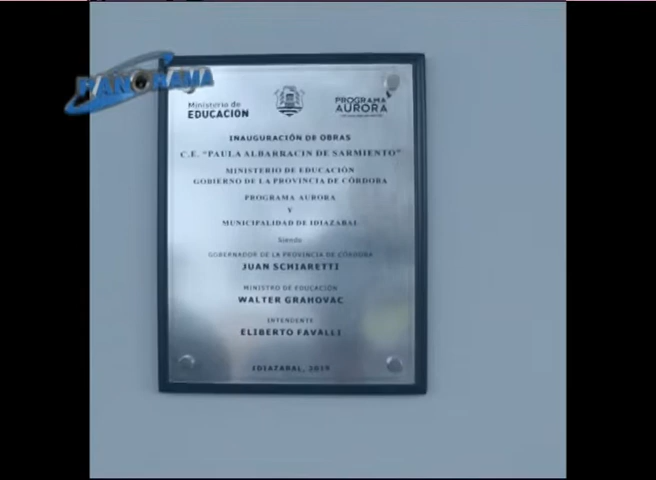 PANORAMA
Ministerio de
EDUCACIÓN
PROGRAMA
AURORA
INAUGURACIÓN DE OBRAS
C.E. "PAULA ALBARRACIN DE SARMIENTO"
MINISTERIO DE EDUCACIÓN
GOBIERNO DE LA PROVINCIA DE CÓRDOBA
PROGRAMA AURORA
Y
MUNICIPALIDAD DE IDIAZABAL
Siendo
GOBERNADOR DE LA PROVINCIA DE CÓRDOBA
JUAN SCHIARETTI
MINISTRO DE EDUCACIÓN
WALTER GRAHOVAC
INTENDENTE
ELIBERTO FAVALLI
IDIAZABAL, 2019